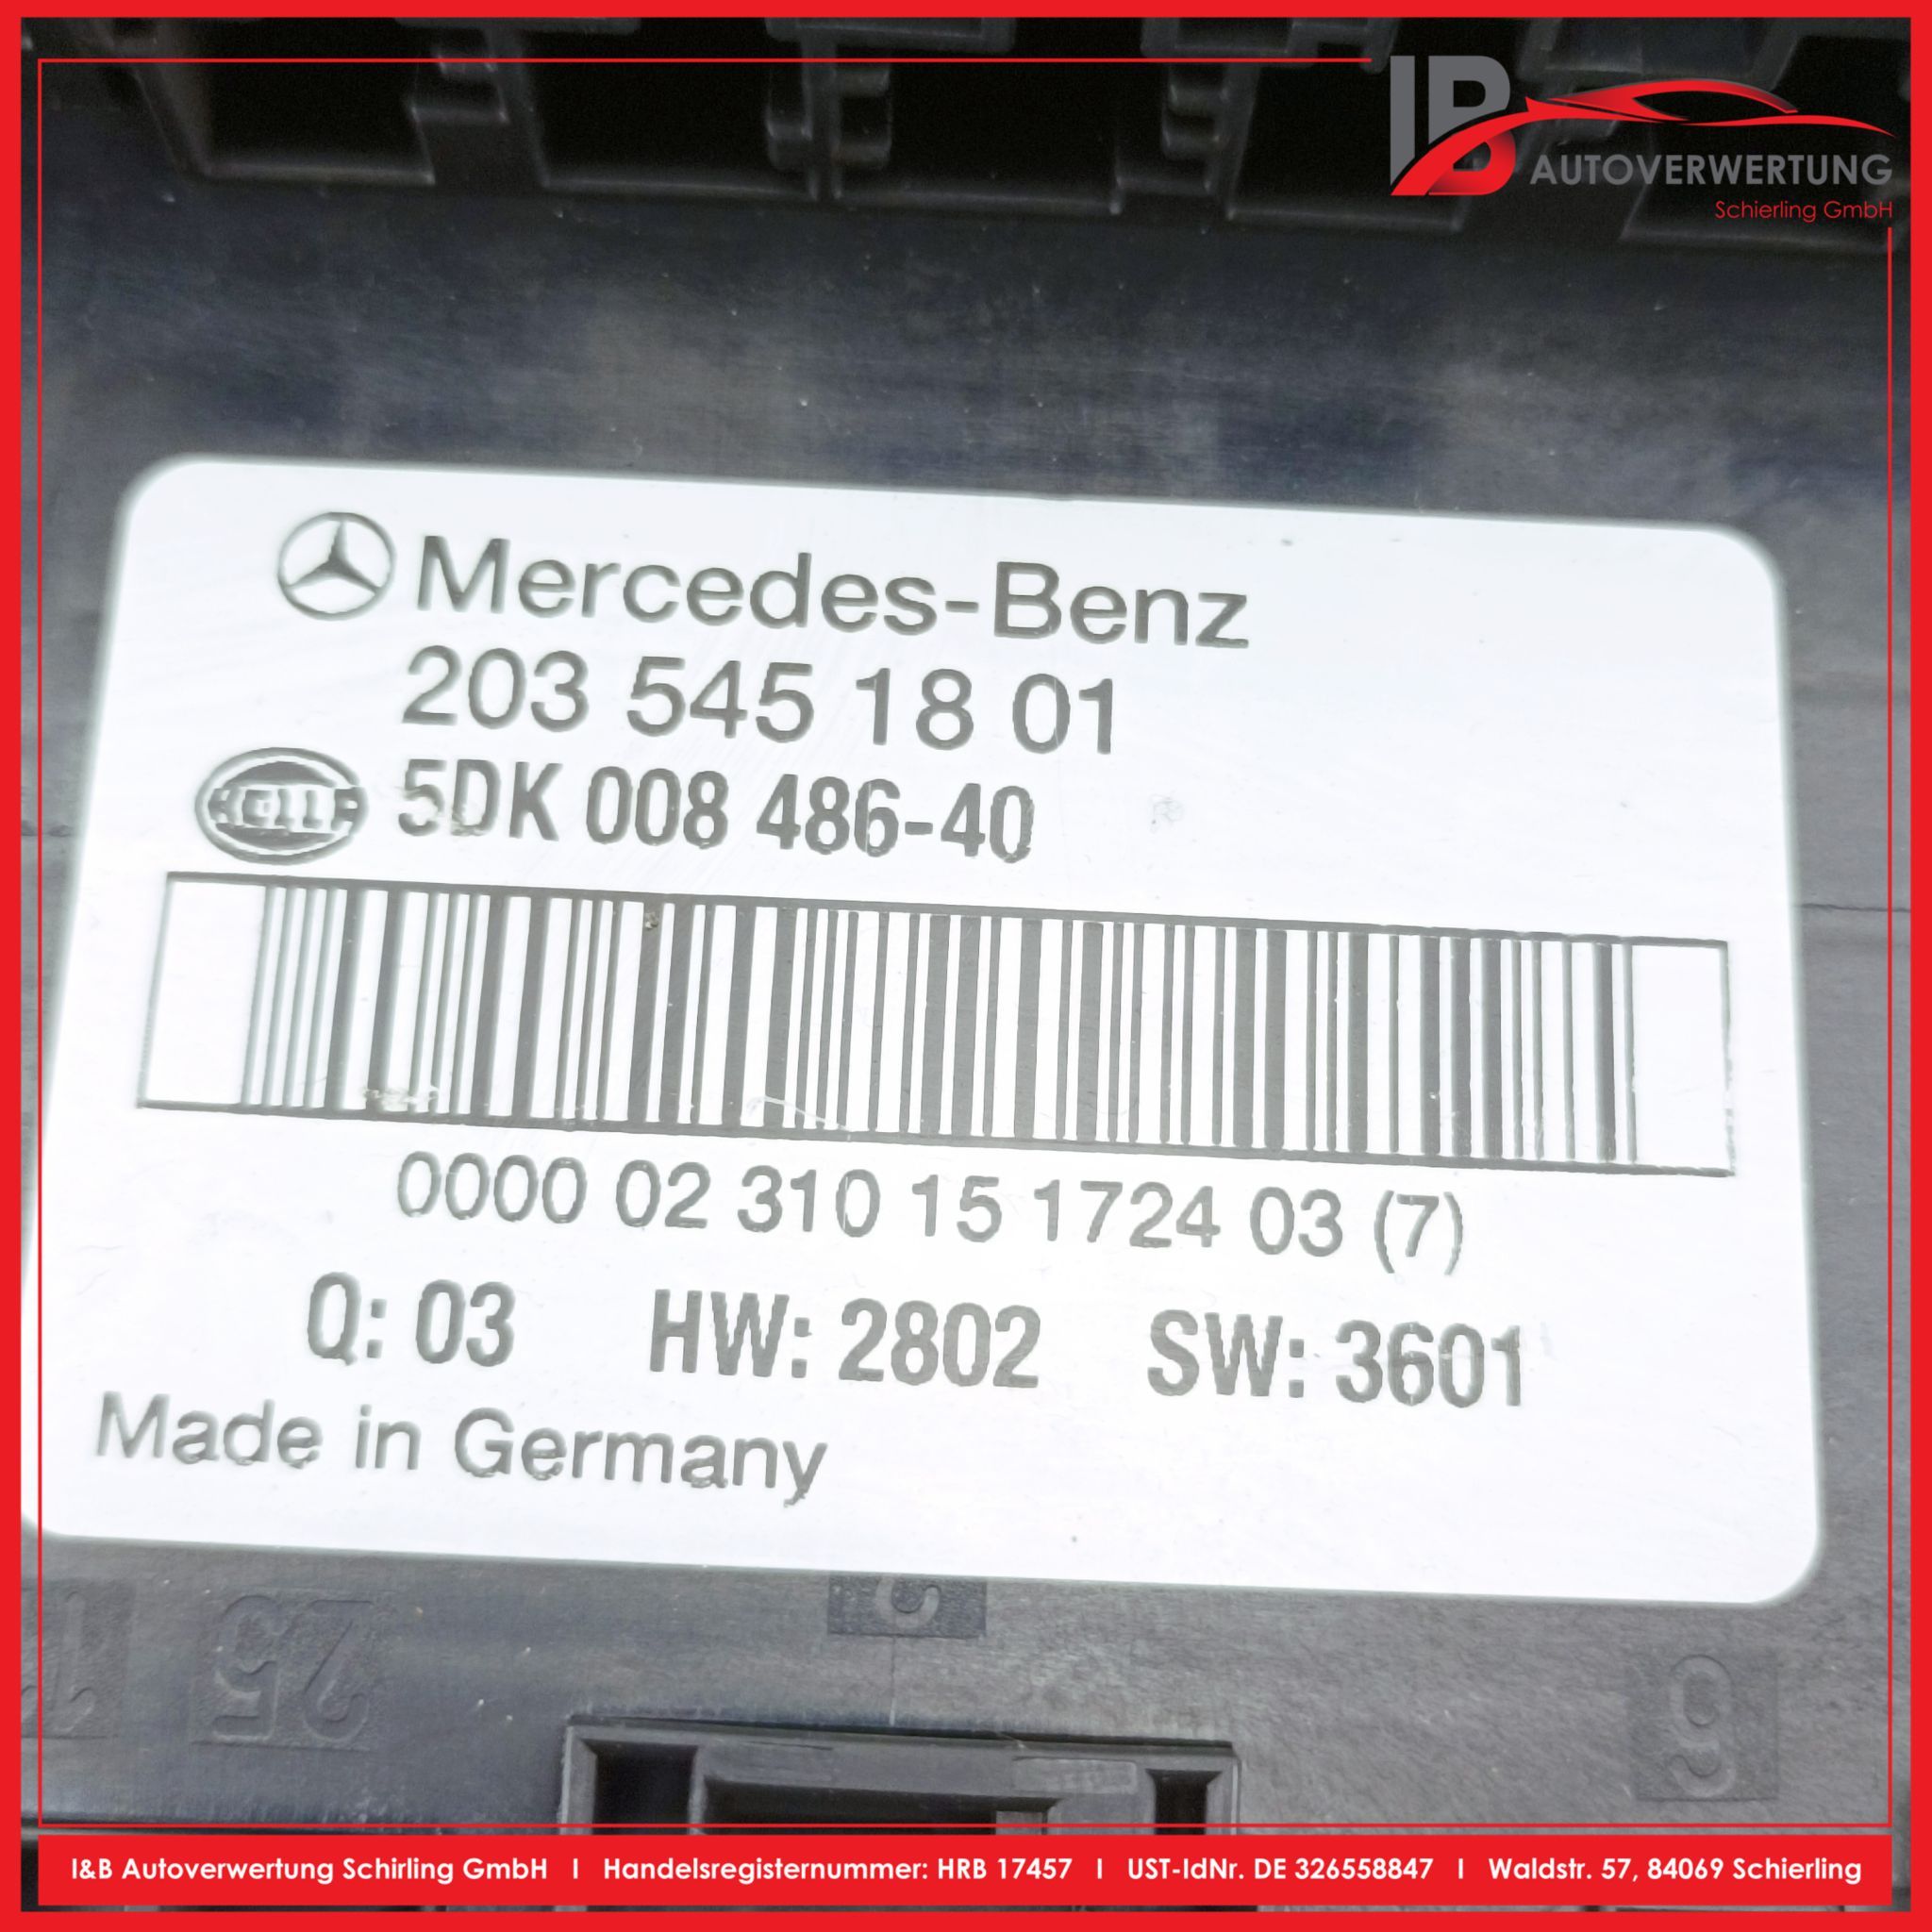 IB
AUTOVERWERTUNG
Schierling GmbH
Mercedes-Benz
203 545 18 01
HELLA 5DK 008 486-40
0000 02 310 15 1724 03 (7)
Q: 03 HW: 2802 SW: 3601
Made in Germany
25
6
I&B Autoverwertung Schirling GmbH I Handelsregisternummer: HRB 17457 I UST-IdNr. DE 326558847 I Waldstr. 57, 84069 Schierling